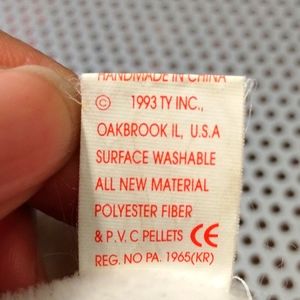 HANDMADE IN CHINA
© 1993 TY INC.,
OAKBROOK IL, U.S.A
SURFACE WASHABLE
ALL NEW MATERIAL
POLYESTER FIBER
& P.V.C PELLETS CE
REG. NO PA. 1965(KR)